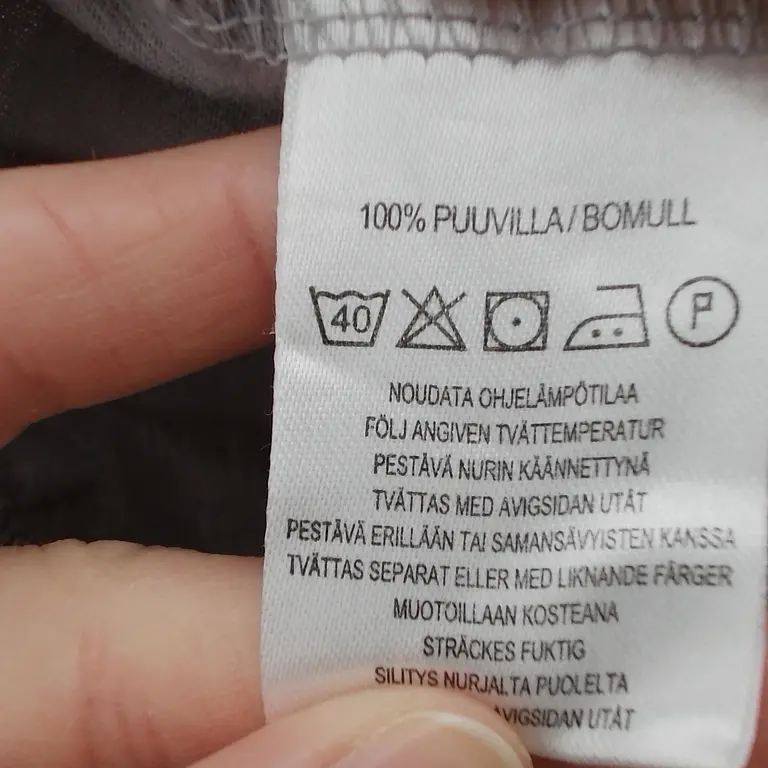 100% PUUVILLA/BOMULL
40 P
NOUDATA OHJELÄMPÖTILAA
FÖLJ ANGIVEN TVÄTTEMPERATUR
PESTÄVÄ NURIN KÄÄNNETTYNÄ
TVÄTTAS MED AVIGSIDAN UTÅT
PESTÄVÄ ERILLÄÄN TAI SAMANSÄVYISTEN KANSSA
TVÄTTAS SEPARAT ELLER MED LIKNANDE FÄRGER
MUOTOILLAAN KOSTEANA
STRÄCKES FUKTIG
SILITYS NURJALTA PUOLELTA
AVIGSIDAN UTÅT